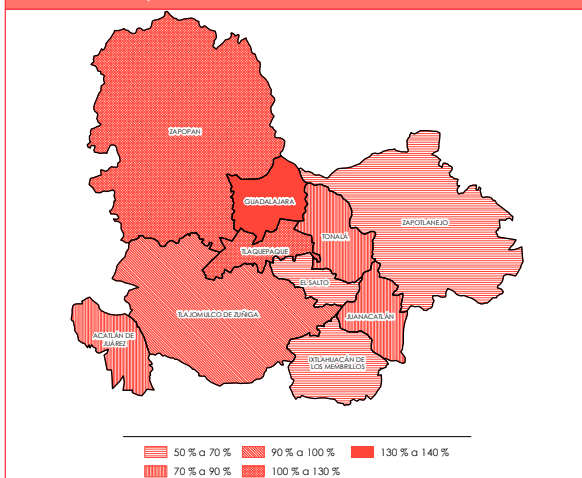 ZAPOPAN
GUADALAJARA
ZAPOTLANEJO
TONALÁ
TLAQUEPAQUE
EL SALTO
TLAJOMULCO DE ZUÑIGA
JUANACATLÁN
ACATLÁN DE
JUÁREZ
IXTLAHUACÁN DE
LOS MEMBRILLOS
50 % a 70 %
90 % a 100 %
130 % a 140 %
70 % a 90 %
100 % a 130 %